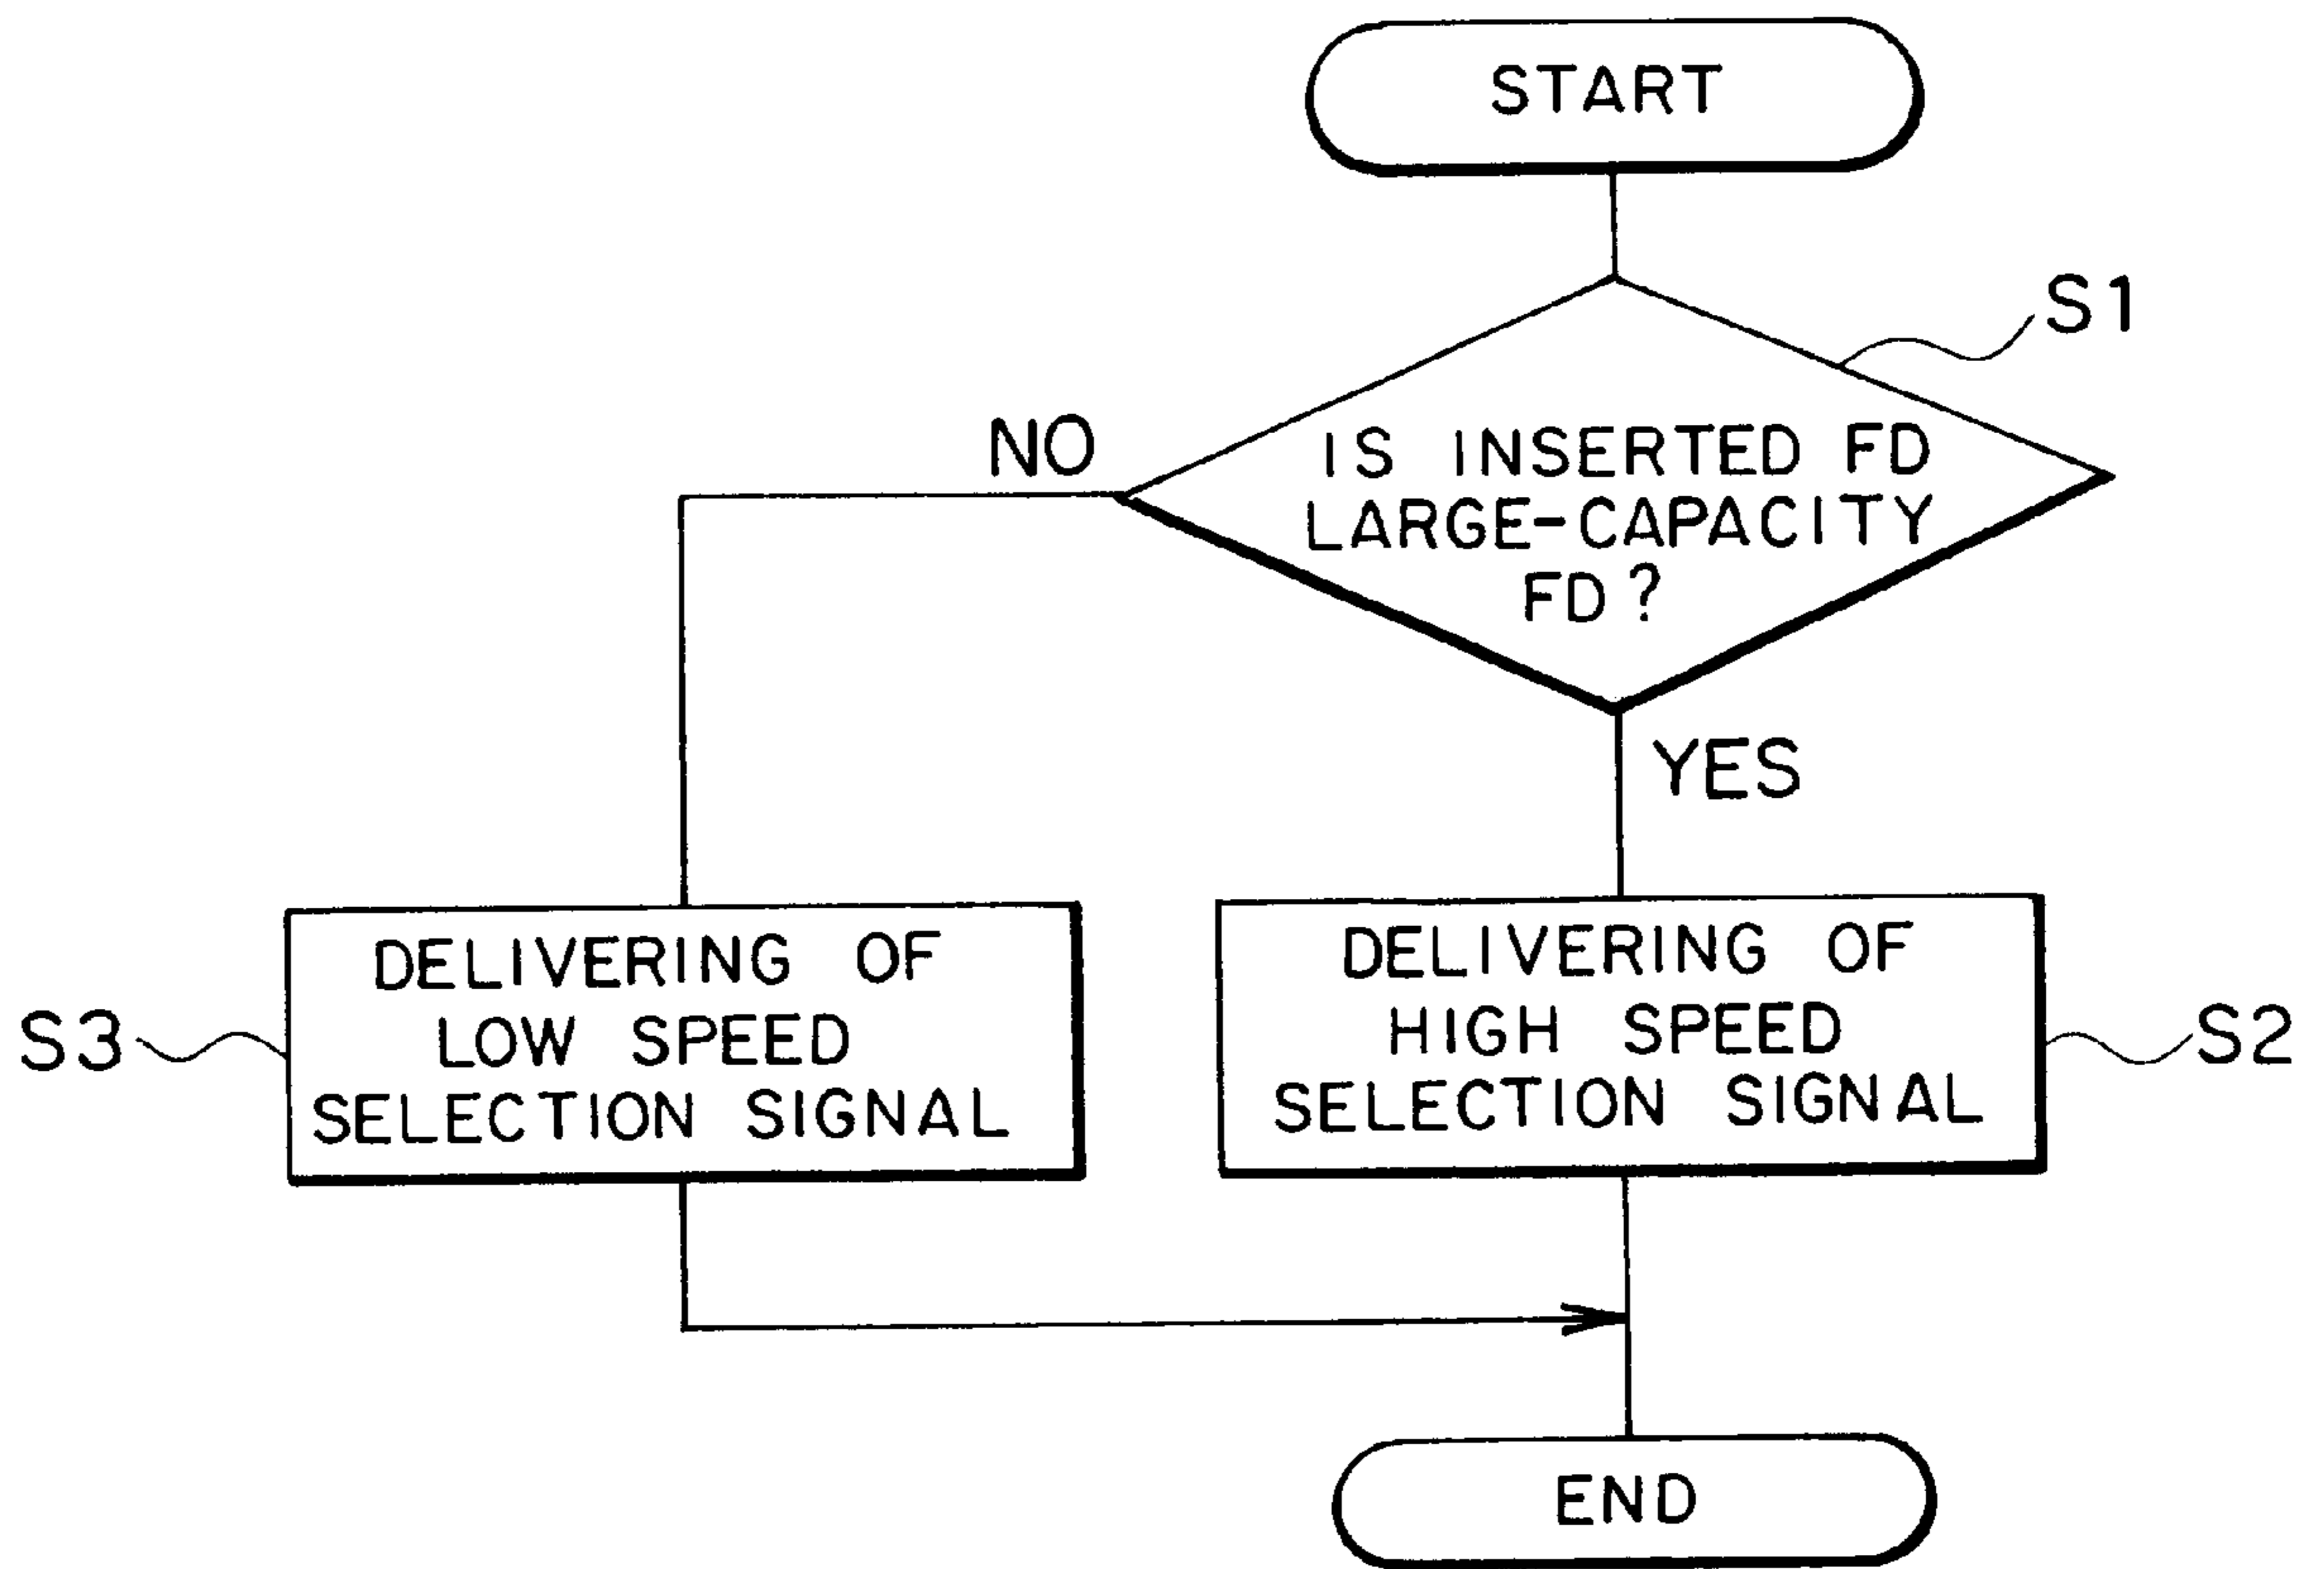 START
S1
NO
IS INSERTED FD
LARGE-CAPACITY
FD?
YES
DELIVERING OF
LOW SPEED
SELECTION SIGNAL
S3
DELIVERING OF
HIGH SPEED
SELECTION SIGNAL
S2
END